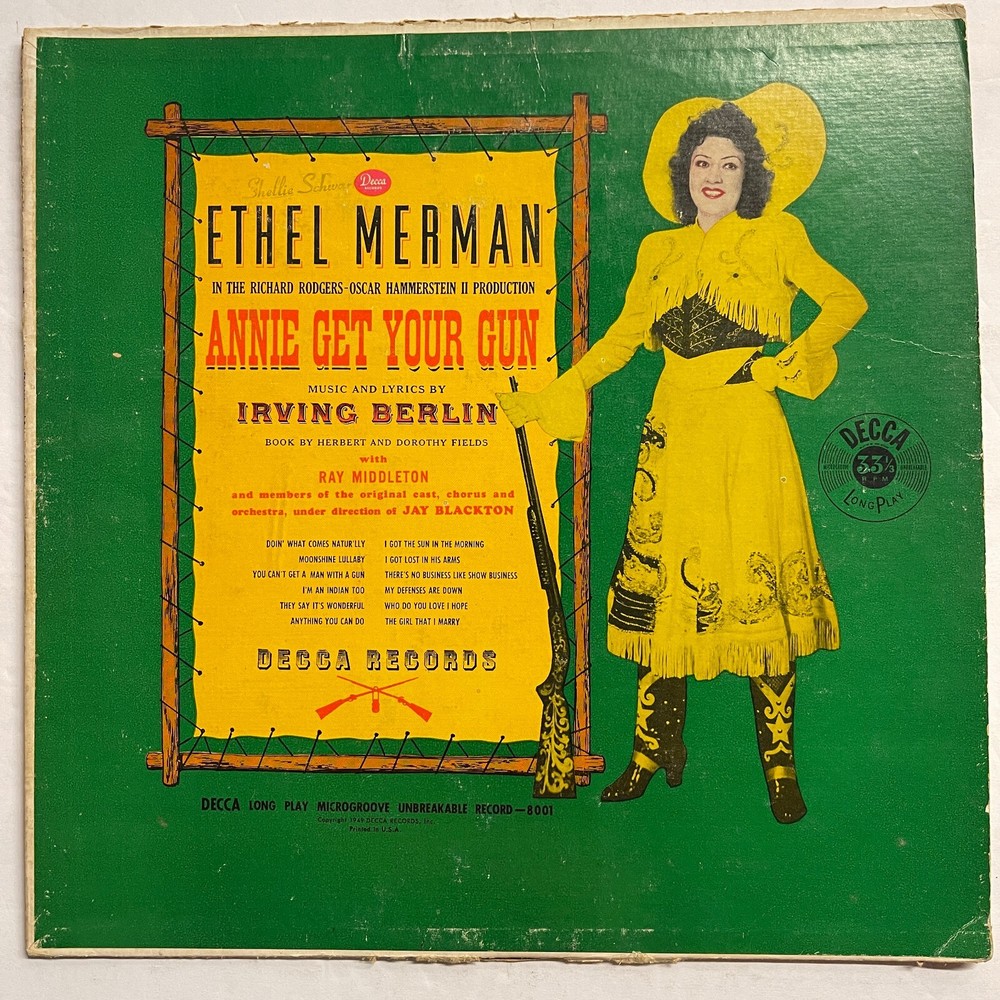 Shellie
Decca
RECORDS
ETHEL MERMAN
IN THE RICHARD RODGERS-OSCAR HAMMERSTEIN II PRODUCTION
ANNIE GET YOUR GUN
MUSIC AND LYRICS BY
IRVING BERLIN
BOOK BY HERBERT AND DOROTHY FIELDS
with
RAY MIDDLETON
and members of the original cast, chorus and
orchestra, under direction of JAY BLACKTON
DOIN' WHAT COMES NATUR'LLY
MOONSHINE LULLABY
YOU CAN'T GET A MAN WITH A GUN
I'M AN INDIAN TOO
THEY SAY IT'S WONDERFUL
ANYTHING YOU CAN DO
I GOT THE SUN IN THE MORNING
I GOT LOST IN HIS ARMS
THERE'S NO BUSINESS LIKE SHOW BUSINESS
MY DEFENSES ARE DOWN
WHO DO YOU LOVE I HOPE
THE GIRL THAT I MARRY
DECCA RECORDS
DECCA LONG PLAY MICROGROOVE UNBREAKABLE RECORD—8001
Copyright 1949 DECCA RECORDS, Inc.
Printed in U.S.A.
DECCA
MICROGROOVE UNBREAKABLE
33 1/3
RPM
LONG PLAY